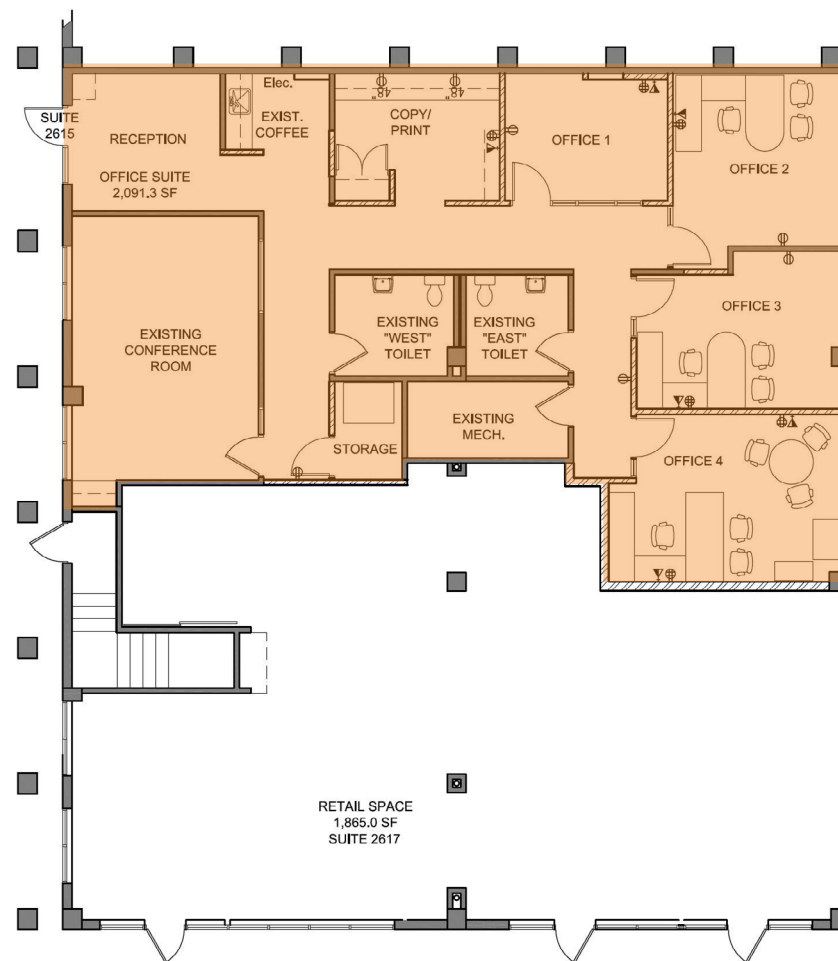 Elec.
SUITE
2615
RECEPTION
OFFICE SUITE
2,091.3 SF
EXIST.
COFFEE
48"
48"
COPY/
PRINT
OFFICE 1
OFFICE 2
EXISTING
CONFERENCE
ROOM
EXISTING
"WEST"
TOILET
EXISTING
"EAST"
TOILET
OFFICE 3
STORAGE
EXISTING
MECH.
OFFICE 4
RETAIL SPACE
1,865.0 SF
SUITE 2617